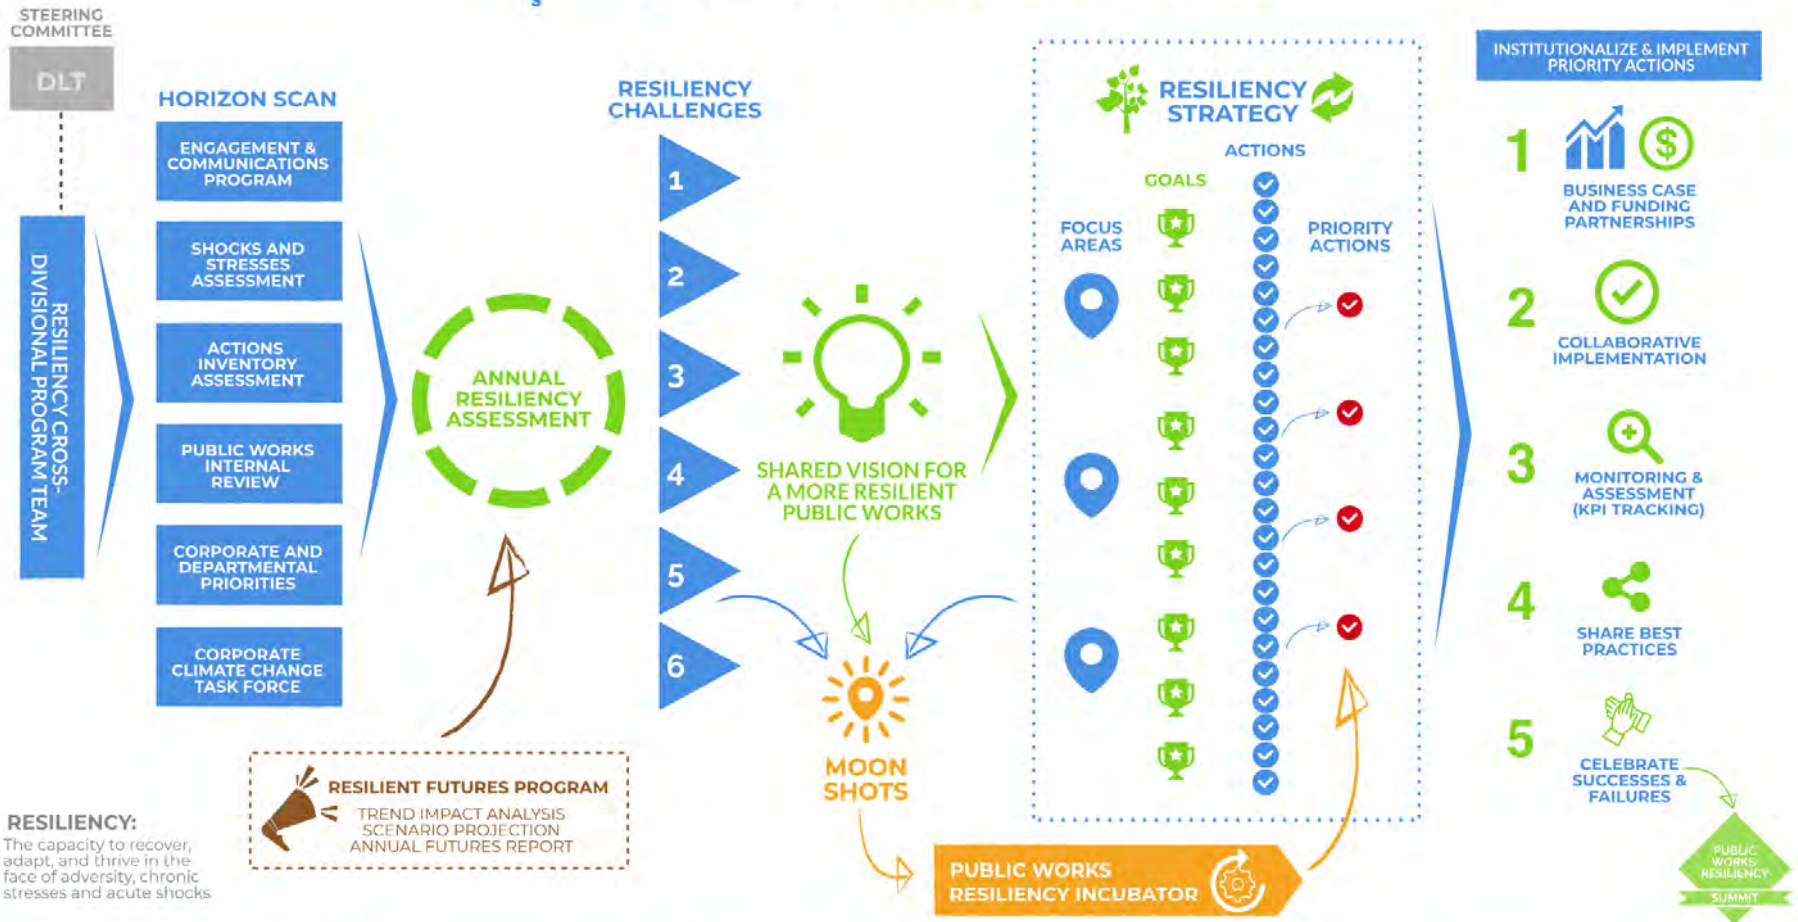 STEERING
COMMITTEE
DLT
RESILIENCY CROSS-
DIVISIONAL PROGRAM TEAM
HORIZON SCAN
ENGAGEMENT &
COMMUNICATIONS
PROGRAM
SHOCKS AND
STRESSES
ASSESSMENT
ACTIONS
INVENTORY
ASSESSMENT
PUBLIC WORKS
INTERNAL
REVIEW
CORPORATE AND
DEPARTMENTAL
PRIORITIES
CORPORATE
CLIMATE CHANGE
TASK FORCE
ANNUAL
RESILIENCY
ASSESSMENT
RESILIENT FUTURES PROGRAM
TREND IMPACT ANALYSIS
SCENARIO PROJECTION
ANNUAL FUTURES REPORT
RESILIENCY:
The capacity to recover,
adapt, and thrive in the
face of adversity, chronic
stresses and acute shocks
RESILIENCY
CHALLENGES
1
2
3
4
5
6
SHARED VISION FOR
A MORE RESILIENT
PUBLIC WORKS
MOON
SHOTS
PUBLIC WORKS
RESILIENCY INCUBATOR
RESILIENCY
STRATEGY
ACTIONS
GOALS
FOCUS
AREAS
PRIORITY
ACTIONS
INSTITUTIONALIZE & IMPLEMENT
PRIORITY ACTIONS
1
$
BUSINESS CASE
AND FUNDING
PARTNERSHIPS
2
COLLABORATIVE
IMPLEMENTATION
3
MONITORING &
ASSESSMENT
(KPI TRACKING)
4
SHARE BEST
PRACTICES
5
CELEBRATE
SUCCESSES &
FAILURES
PUBLIC
WORKS
RESILIENCY
SUMMIT